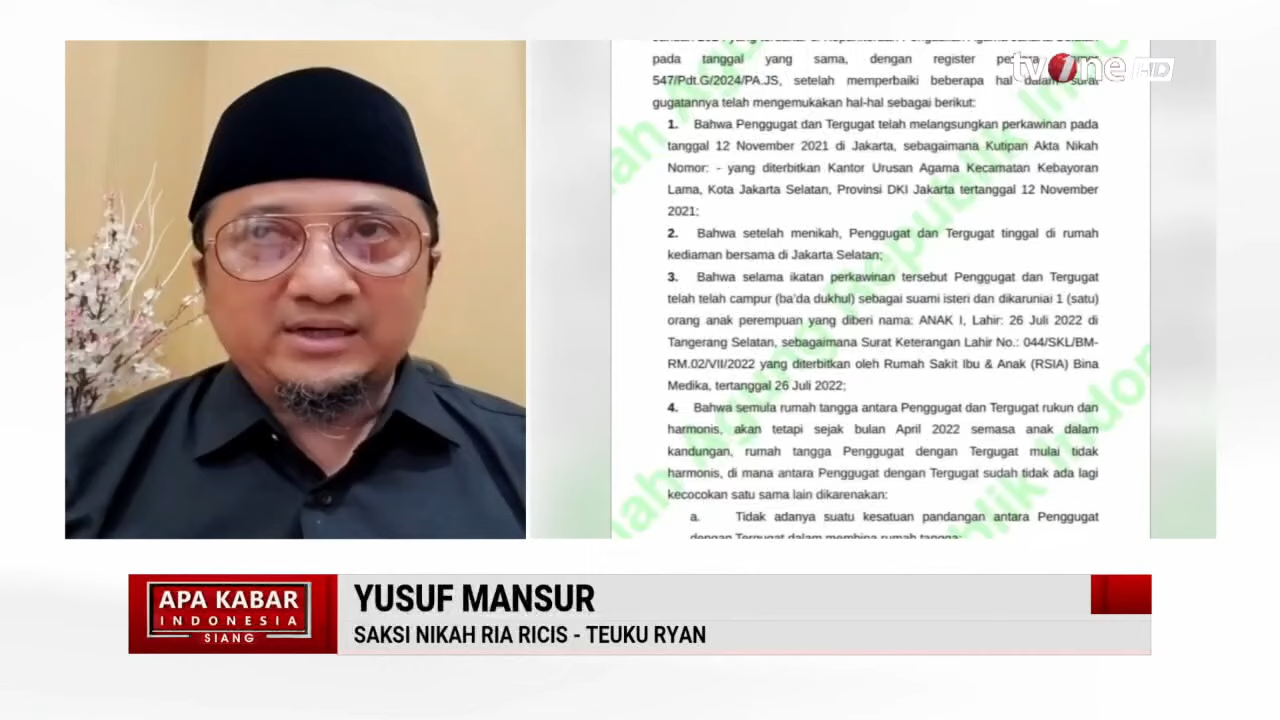 pada tanggal yang sama, dengan register
tvOne HD
547/Pdt.G/2024/PA.JS, setelah memperbaiki beberapa hal dalam surat
gugatannya telah mengemukakan hal-hal sebagai berikut:
1. Bahwa Penggugat dan Tergugat telah melangsungkan perkawinan pada
tanggal 12 November 2021 di Jakarta, sebagaimana Kutipan Akta Nikah
Nomor: - yang diterbitkan Kantor Urusan Agama Kecamatan Kebayoran
Lama, Kota Jakarta Selatan, Provinsi DKI Jakarta tertanggal 12 November
2021;
2. Bahwa setelah menikah, Penggugat dan Tergugat tinggal di rumah
kediaman bersama di Jakarta Selatan;
3. Bahwa selama ikatan perkawinan tersebut Penggugat dan Tergugat
telah telah campur (ba'da dukhul) sebagai suami isteri dan dikaruniai 1 (satu)
orang anak perempuan yang diberi nama: ANAK I, Lahir: 26 Juli 2022 di
Tangerang Selatan, sebagaimana Surat Keterangan Lahir No.: 044/SKL/BM-
RM.02/VII/2022 yang diterbitkan oleh Rumah Sakit Ibu & Anak (RSIA) Bina
Medika, tertanggal 26 Juli 2022;
4. Bahwa semula rumah tangga antara Penggugat dan Tergugat rukun dan
harmonis, akan tetapi sejak bulan April 2022 semasa anak dalam
kandungan, rumah tangga Penggugat dengan Tergugat mulai tidak
harmonis, di mana antara Penggugat dengan Tergugat sudah tidak ada lagi
kecocokan satu sama lain dikarenakan:
a. Tidak adanya suatu kesatuan pandangan antara Penggugat
dengan Tergugat dalam membina rumah tangga;
APA KABAR
INDONESIA
SIANG
YUSUF MANSUR
SAKSI NIKAH RIA RICIS - TEUKU RYAN